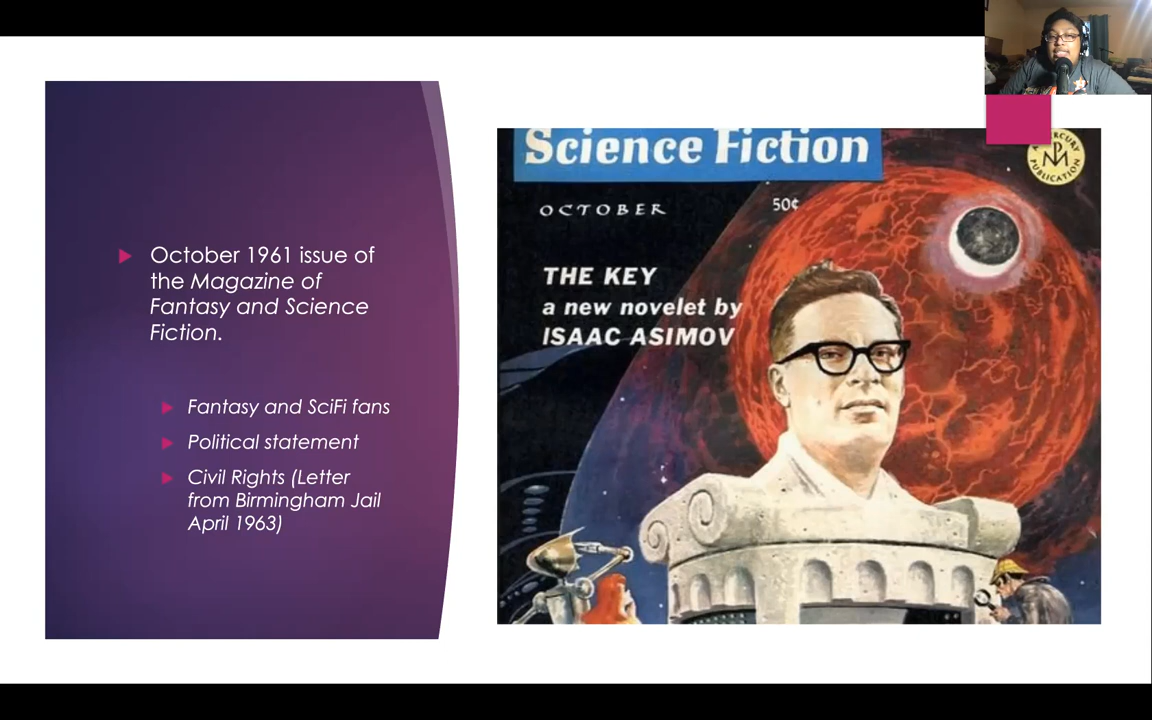 October 1961 issue of
the Magazine of
Fantasy and Science
Fiction.
Fantasy and SciFi fans
Political statement
Civil Rights (Letter
from Birmingham Jail
April 1963)
Science Fiction
OCTOBER 50¢
THE KEY
a new novelet by
ISAAC ASIMOV
PUBLICATION